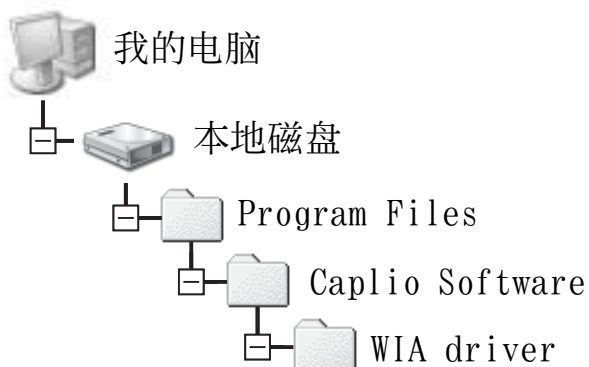 我的电脑
本地磁盘
Program Files
Caplio Software
WIA driver